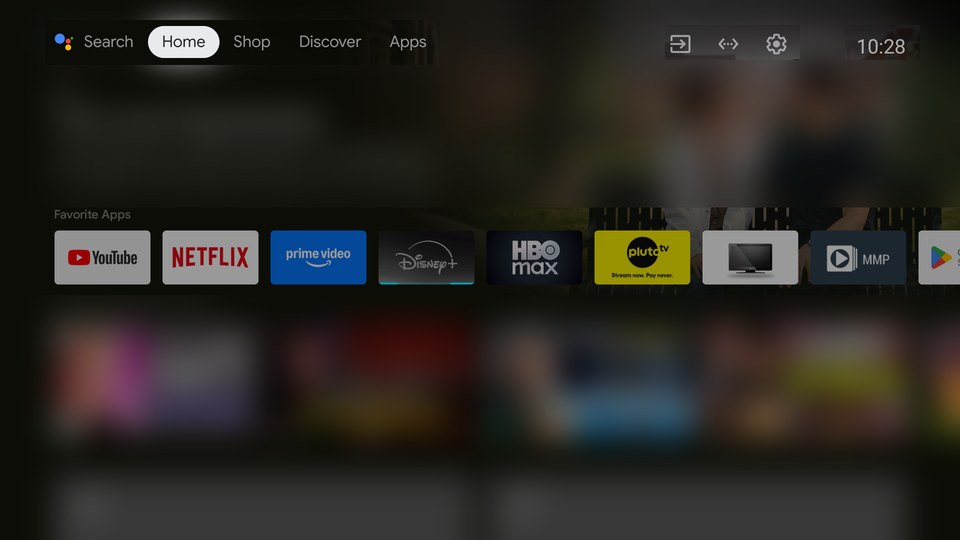 Search Home Shop Discover Apps 10:28
Favorite Apps
YouTube NETFLIX prime video Disney+ HBO max pluto tv MMP
Stream now. Pay never.